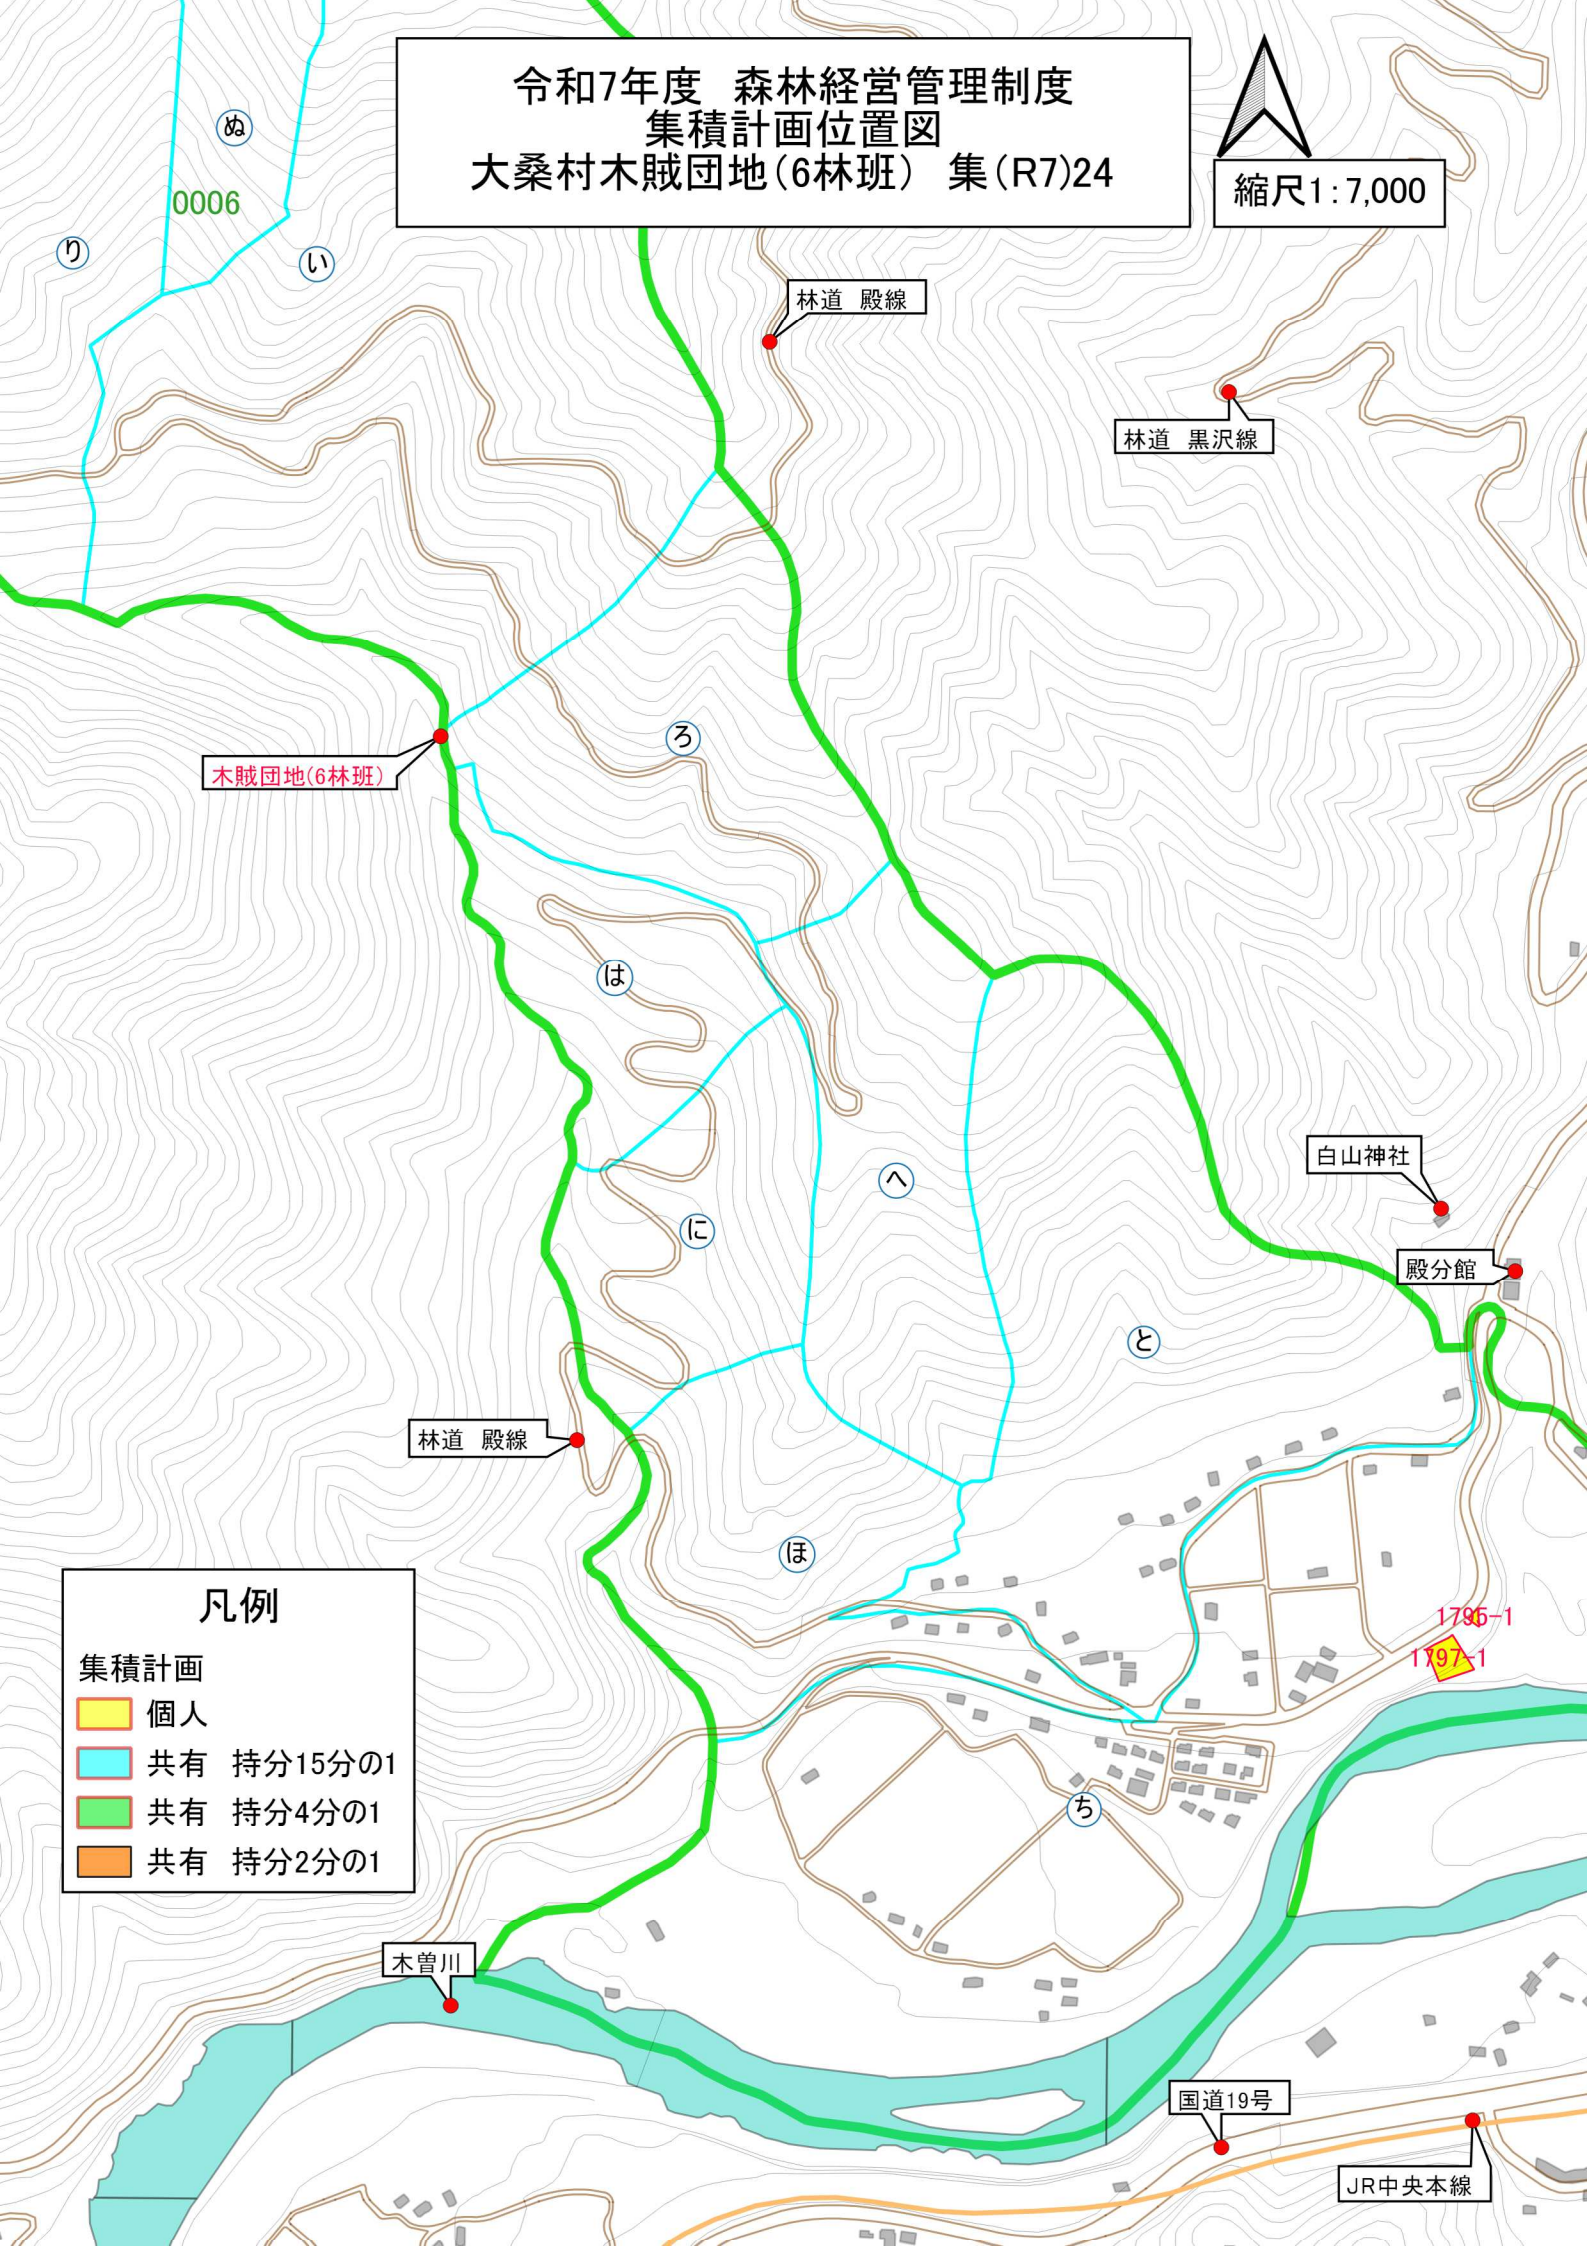 令和7年度　森林経営管理制度
集積計画位置図
大桑村木賊団地(6林班)　集(R7)24
縮尺1:7,000
ぬ
0006
り
い
林道　殿線
林道　黒沢線
ろ
木賊団地(6林班)
は
白山神社
へ
に
殿分館
と
林道　殿線
ほ
凡例
集積計画
個人
共有　持分15分の1
共有　持分4分の1
共有　持分2分の1
1795-1
1797-1
ち
木曽川
国道19号
JR中央本線